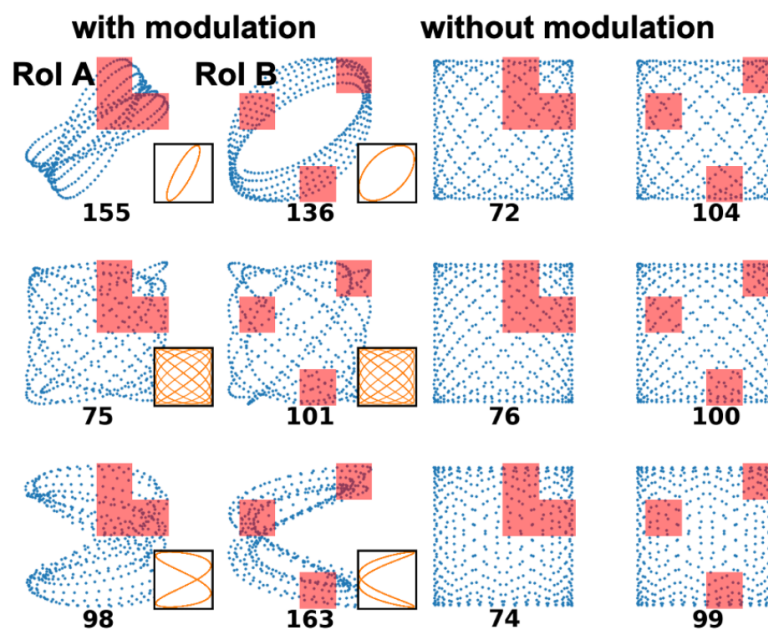 with modulation without modulation
RoI A RoI B
155 136 72 104
75 101 76 100
98 163 74 99